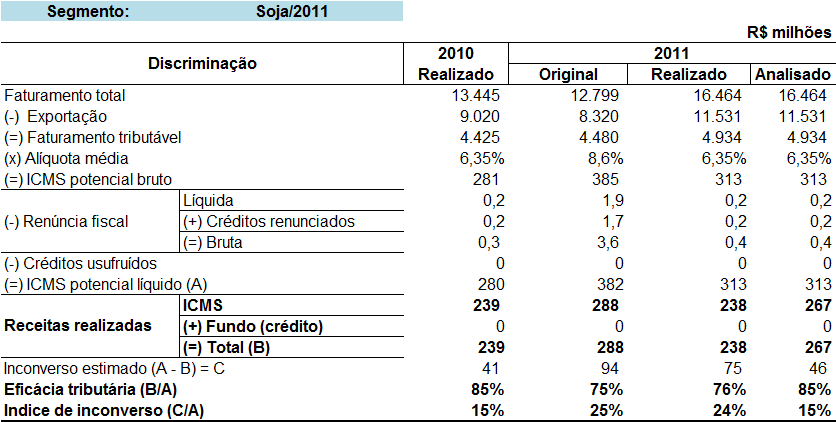 Segmento: Soja/2011
R$ milhões
Discriminação 2010 2011
Realizado Original Realizado Analisado
Faturamento total 13.445 12.799 16.464 16.464
(-) Exportação 9.020 8.320 11.531 11.531
(=) Faturamento tributável 4.425 4.480 4.934 4.934
(x) Alíquota média 6,35% 8,6% 6,35% 6,35%
(=) ICMS potencial bruto 281 385 313 313
(-) Renúncia fiscal Líquida 0,2 1,9 0,2 0,2
(+) Créditos renunciados 0,2 1,7 0,2 0,2
(=) Bruta 0,3 3,6 0,4 0,4
(-) Créditos usufruídos 0 0 0 0
(=) ICMS potencial líquido (A) 280 382 313 313
Receitas realizadas ICMS 239 288 238 267
(+) Fundo (crédito) 0 0 0 0
(=) Total (B) 239 288 238 267
Inconverso estimado (A - B) = C 41 94 75 46
Eficácia tributária (B/A) 85% 75% 76% 85%
Indice de inconverso (C/A) 15% 25% 24% 15%